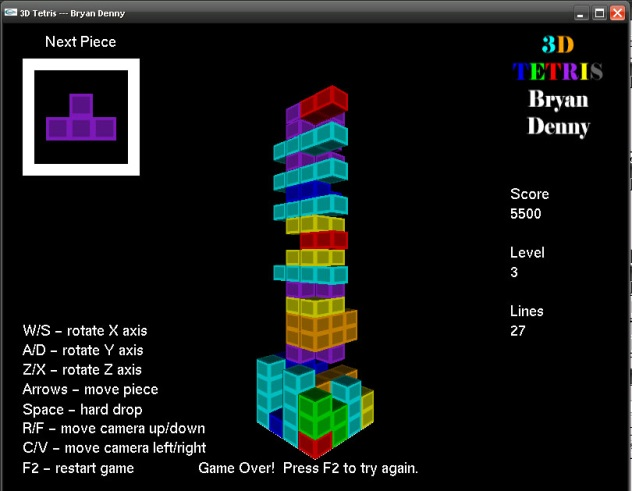 3D Tetris --- Bryan Denny
Next Piece
3D
TETRIS
Bryan
Denny
Score
5500
Level
3
Lines
27
W/S - rotate X axis
A/D - rotate Y axis
Z/X - rotate Z axis
Arrows - move piece
Space - hard drop
R/F - move camera up/down
C/V - move camera left/right
F2 - restart game
Game Over! Press F2 to try again.